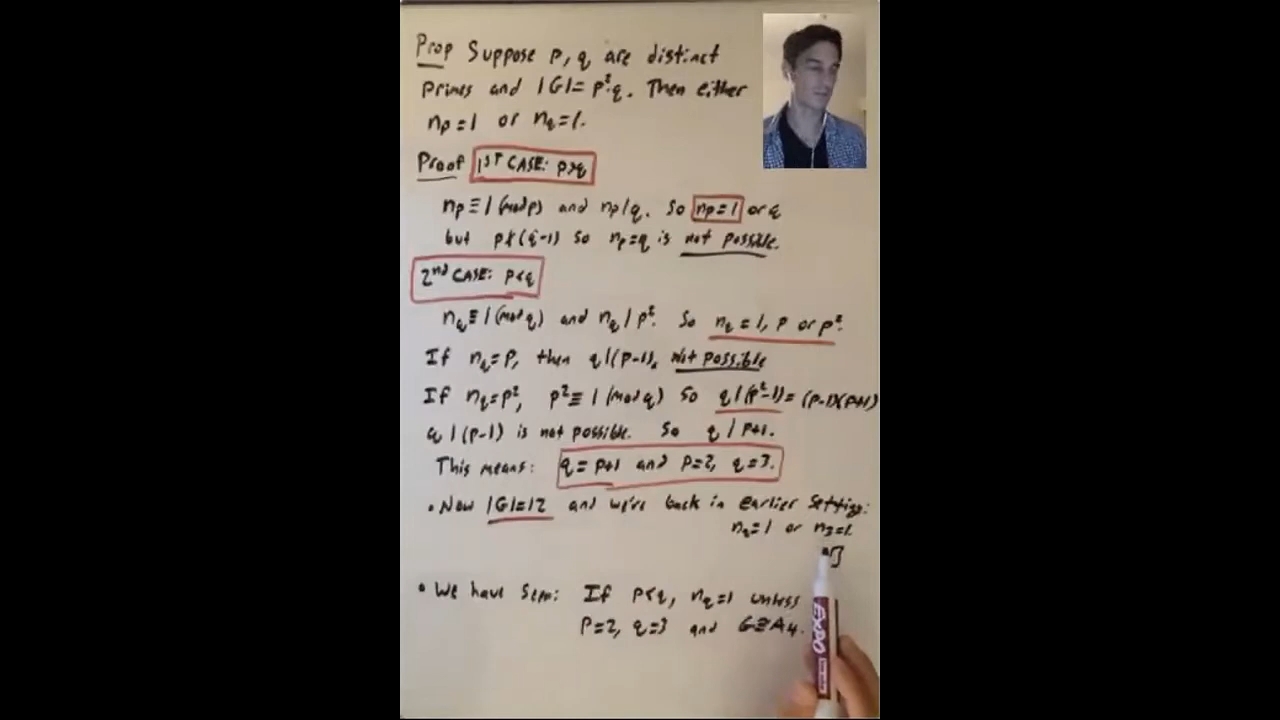 Prop Suppose p, q are distinct
primes and |G|= p²·q. Then either
np=1 or nq=1.
Proof 1ST CASE: p>q
np≡1 (mod p) and np|q. So np=1 or q
but p∤(q-1) so np=q is not possible.
2nd CASE: p<q
nq≡1 (mod q) and nq|p². So nq=1, p or p².
If nq=p, then q|(p-1), not possible
If nq=p², p²≡1 (mod q) so q|(p²-1)=(p-1)(p+1)
q|(p-1) is not possible. So q|p+1.
This means: q=p+1 and p=2, q=3.
• Now |G|=12 and we're back in earlier setting:
n₂=1 or n₃=1.
• We have seen: If p<q, nq=1 unless
p=2, q=3 and G≅A4.
EXPO